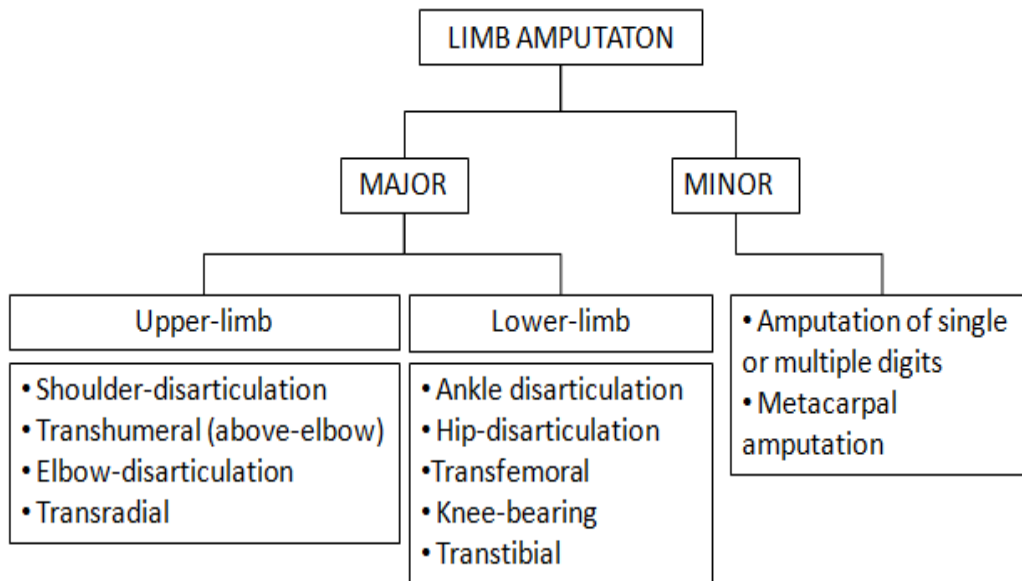 LIMB AMPUTATON
MAJOR
MINOR
Upper-limb
• Shoulder-disarticulation
• Transhumeral (above-elbow)
• Elbow-disarticulation
• Transradial
Lower-limb
• Ankle disarticulation
• Hip-disarticulation
•Transfemoral
• Knee-bearing
• Transtibial
• Amputation of single
or multiple digits
• Metacarpal
amputation